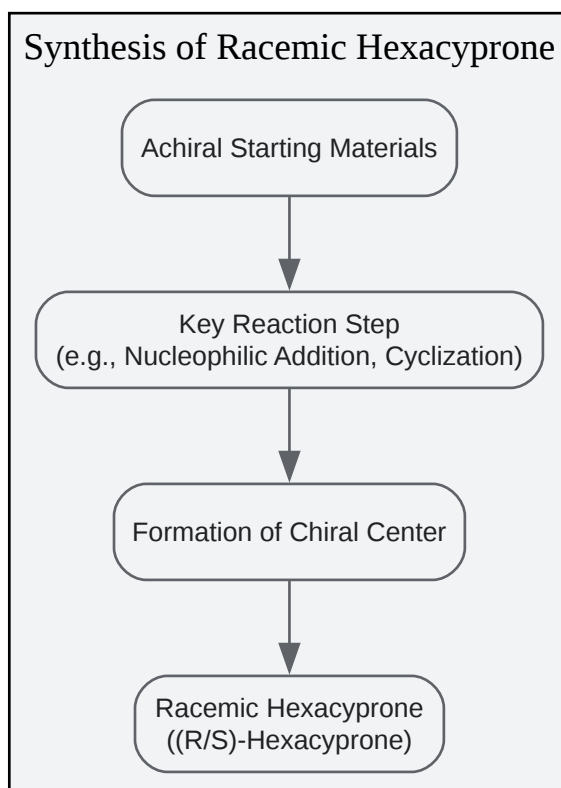 Synthesis of Racemic Hexacyprone
Achiral Starting Materials
Key Reaction Step
(e.g., Nucleophilic Addition, Cyclization)
Formation of Chiral Center
Racemic Hexacyprone
((R/S)-Hexacyprone)